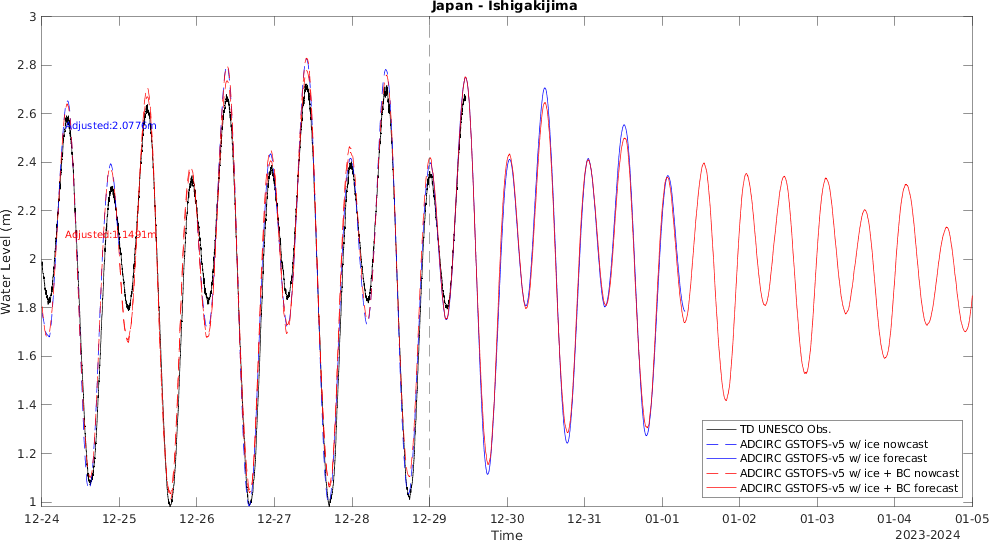 Japan - Ishigakijima
3
2.8
2.6
2.4
2.2
2
1.8
1.6
1.4
1.2
1
Water Level (m)
Adjusted:2.0776m
Adjusted:1.1491m
TD UNESCO Obs.
ADCIRC GSTOFS-v5 w/ ice nowcast
ADCIRC GSTOFS-v5 w/ ice forecast
ADCIRC GSTOFS-v5 w/ ice + BC nowcast
ADCIRC GSTOFS-v5 w/ ice + BC forecast
12-24 12-25 12-26 12-27 12-28 12-29 12-30 12-31 01-01 01-02 01-03 01-04 01-05
Time
2023-2024